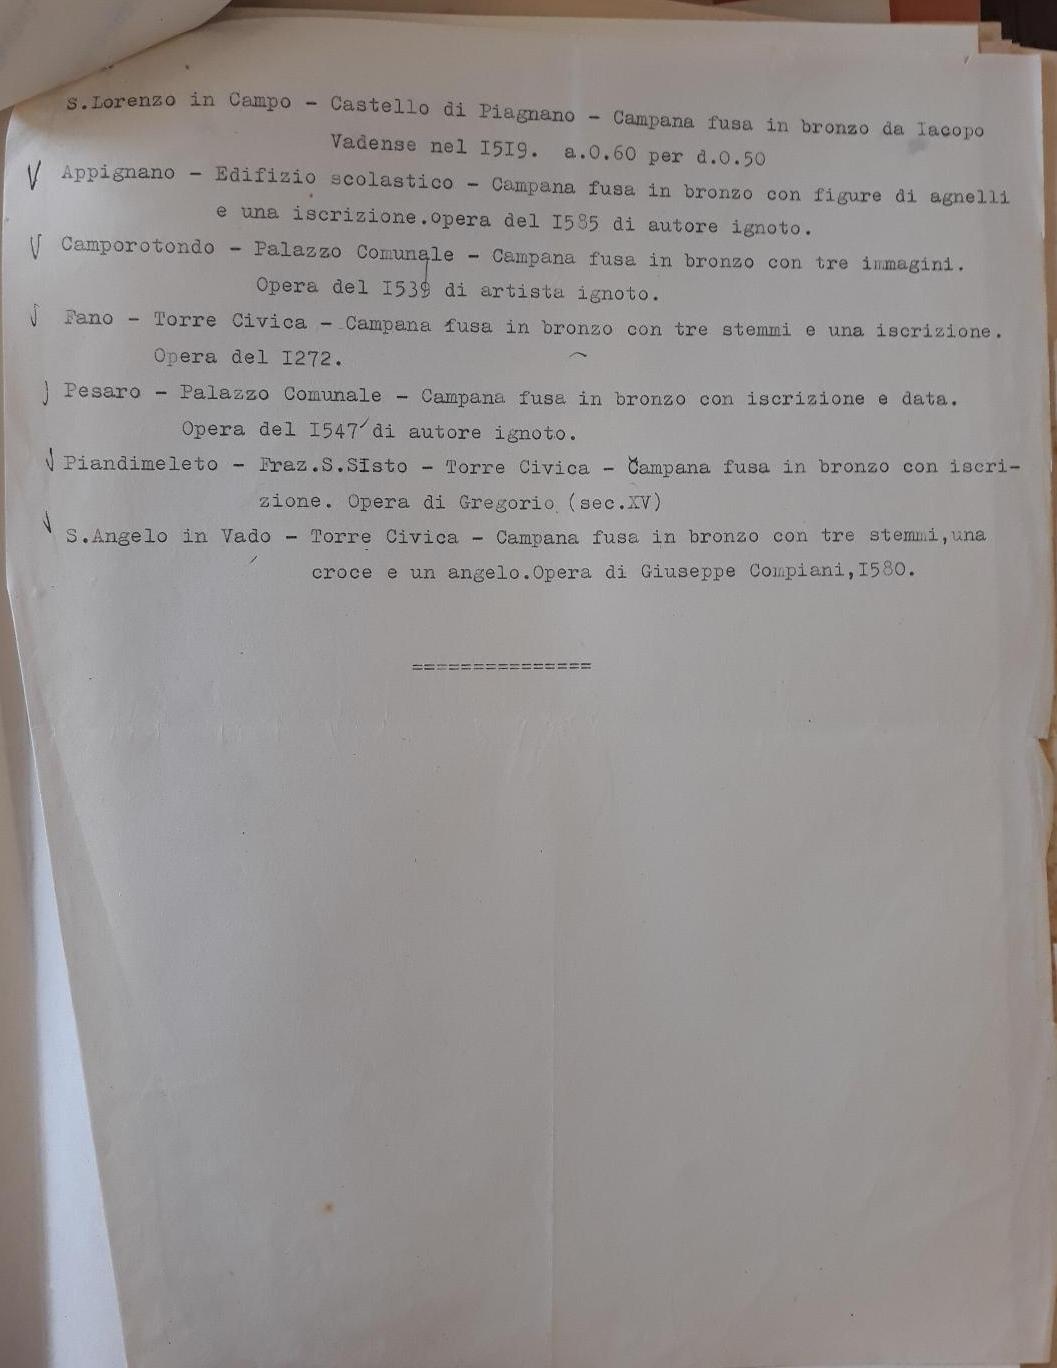 S.Lorenzo in Campo - Castello di Piagnano - Campana fusa in bronzo da Iacopo
Vadense nel I5I9. a.0.60 per d.0.50
Appignano - Edifizio scolastico - Campana fusa in bronzo con figure di agnelli
e una iscrizione.opera del I585 di autore ignoto.
Camporotondo - Palazzo Comunale - Campana fusa in bronzo con tre immagini.
Opera del I539 di artista ignoto.
Fano - Torre Civica - Campana fusa in bronzo con tre stemmi e una iscrizione.
Opera del I272.
Pesaro - Palazzo Comunale - Campana fusa in bronzo con iscrizione e data.
Opera del I547 di autore ignoto.
Piandimeleto - Fraz.S.SIsto - Torre Civica - Campana fusa in bronzo con iscri-
zione. Opera di Gregorio (sec.XV)
S.Angelo in Vado - Torre Civica - Campana fusa in bronzo con tre stemmi,una
croce e un angelo.Opera di Giuseppe Compiani,I580.
===============